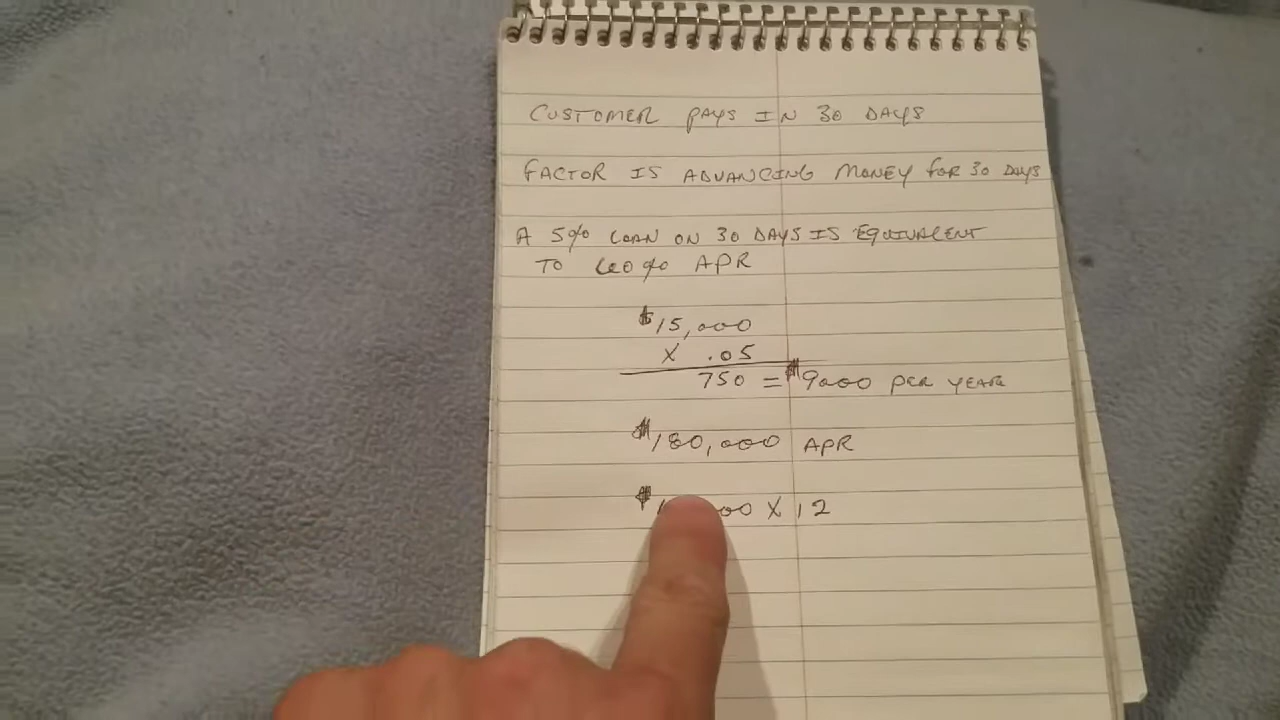 CUSTOMER PAYS IN 30 DAYS
FACTOR IS ADVANCING MONEY FOR 30 DAYS
A 5% LOAN ON 30 DAYS IS EQUIVALENT
TO 60% APR
$15,000
X .05
750 = $9000 PER YEAR
$180,000 APR
$ X 12